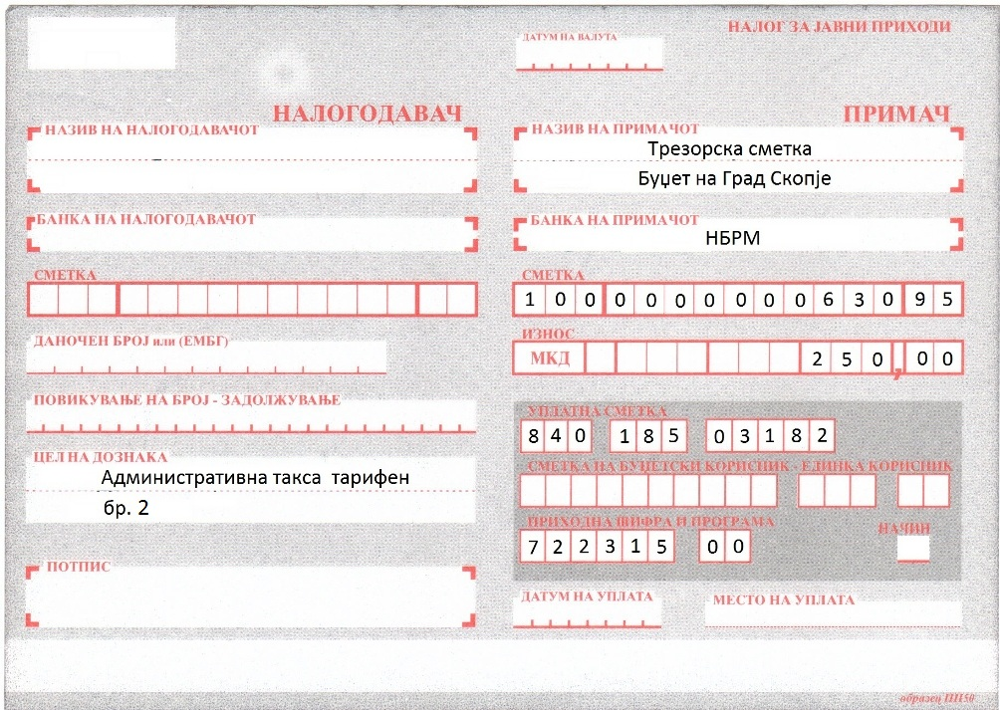 НАЛОГ ЗА ЈАВНИ ПРИХОДИ
ДАТУМ НА ВАЛУТА
НАЛОГОДАВАЧ
НАЗИВ НА НАЛОГОДАВАЧОТ
БАНКА НА НАЛОГОДАВАЧОТ
СМЕТКА
ДАНОЧЕН БРОЈ или (ЕМБГ)
ПОВИКУВАЊЕ НА БРОЈ - ЗАДОЛЖУВАЊЕ
ЦЕЛ НА ДОЗНАКА
Административна такса тарифен
бр. 2
ПОТПИС
ПРИМАЧ
НАЗИВ НА ПРИМАЧОТ
Трезорска сметка
Буџет на Град Скопје
БАНКА НА ПРИМАЧОТ
НБРМ
СМЕТКА
100 0000000630 95
ИЗНОС
МКД 250,00
УПЛАТНА СМЕТКА
840 185 03182
СМЕТКА НА БУЏЕТСКИ КОРИСНИК - ЕДИНКА КОРИСНИК
ПРИХОДНА ШИФРА И ПРОГРАМА
НАЧИН
722315 00
ДАТУМ НА УПЛАТА
МЕСТО НА УПЛАТА
образец ПП50